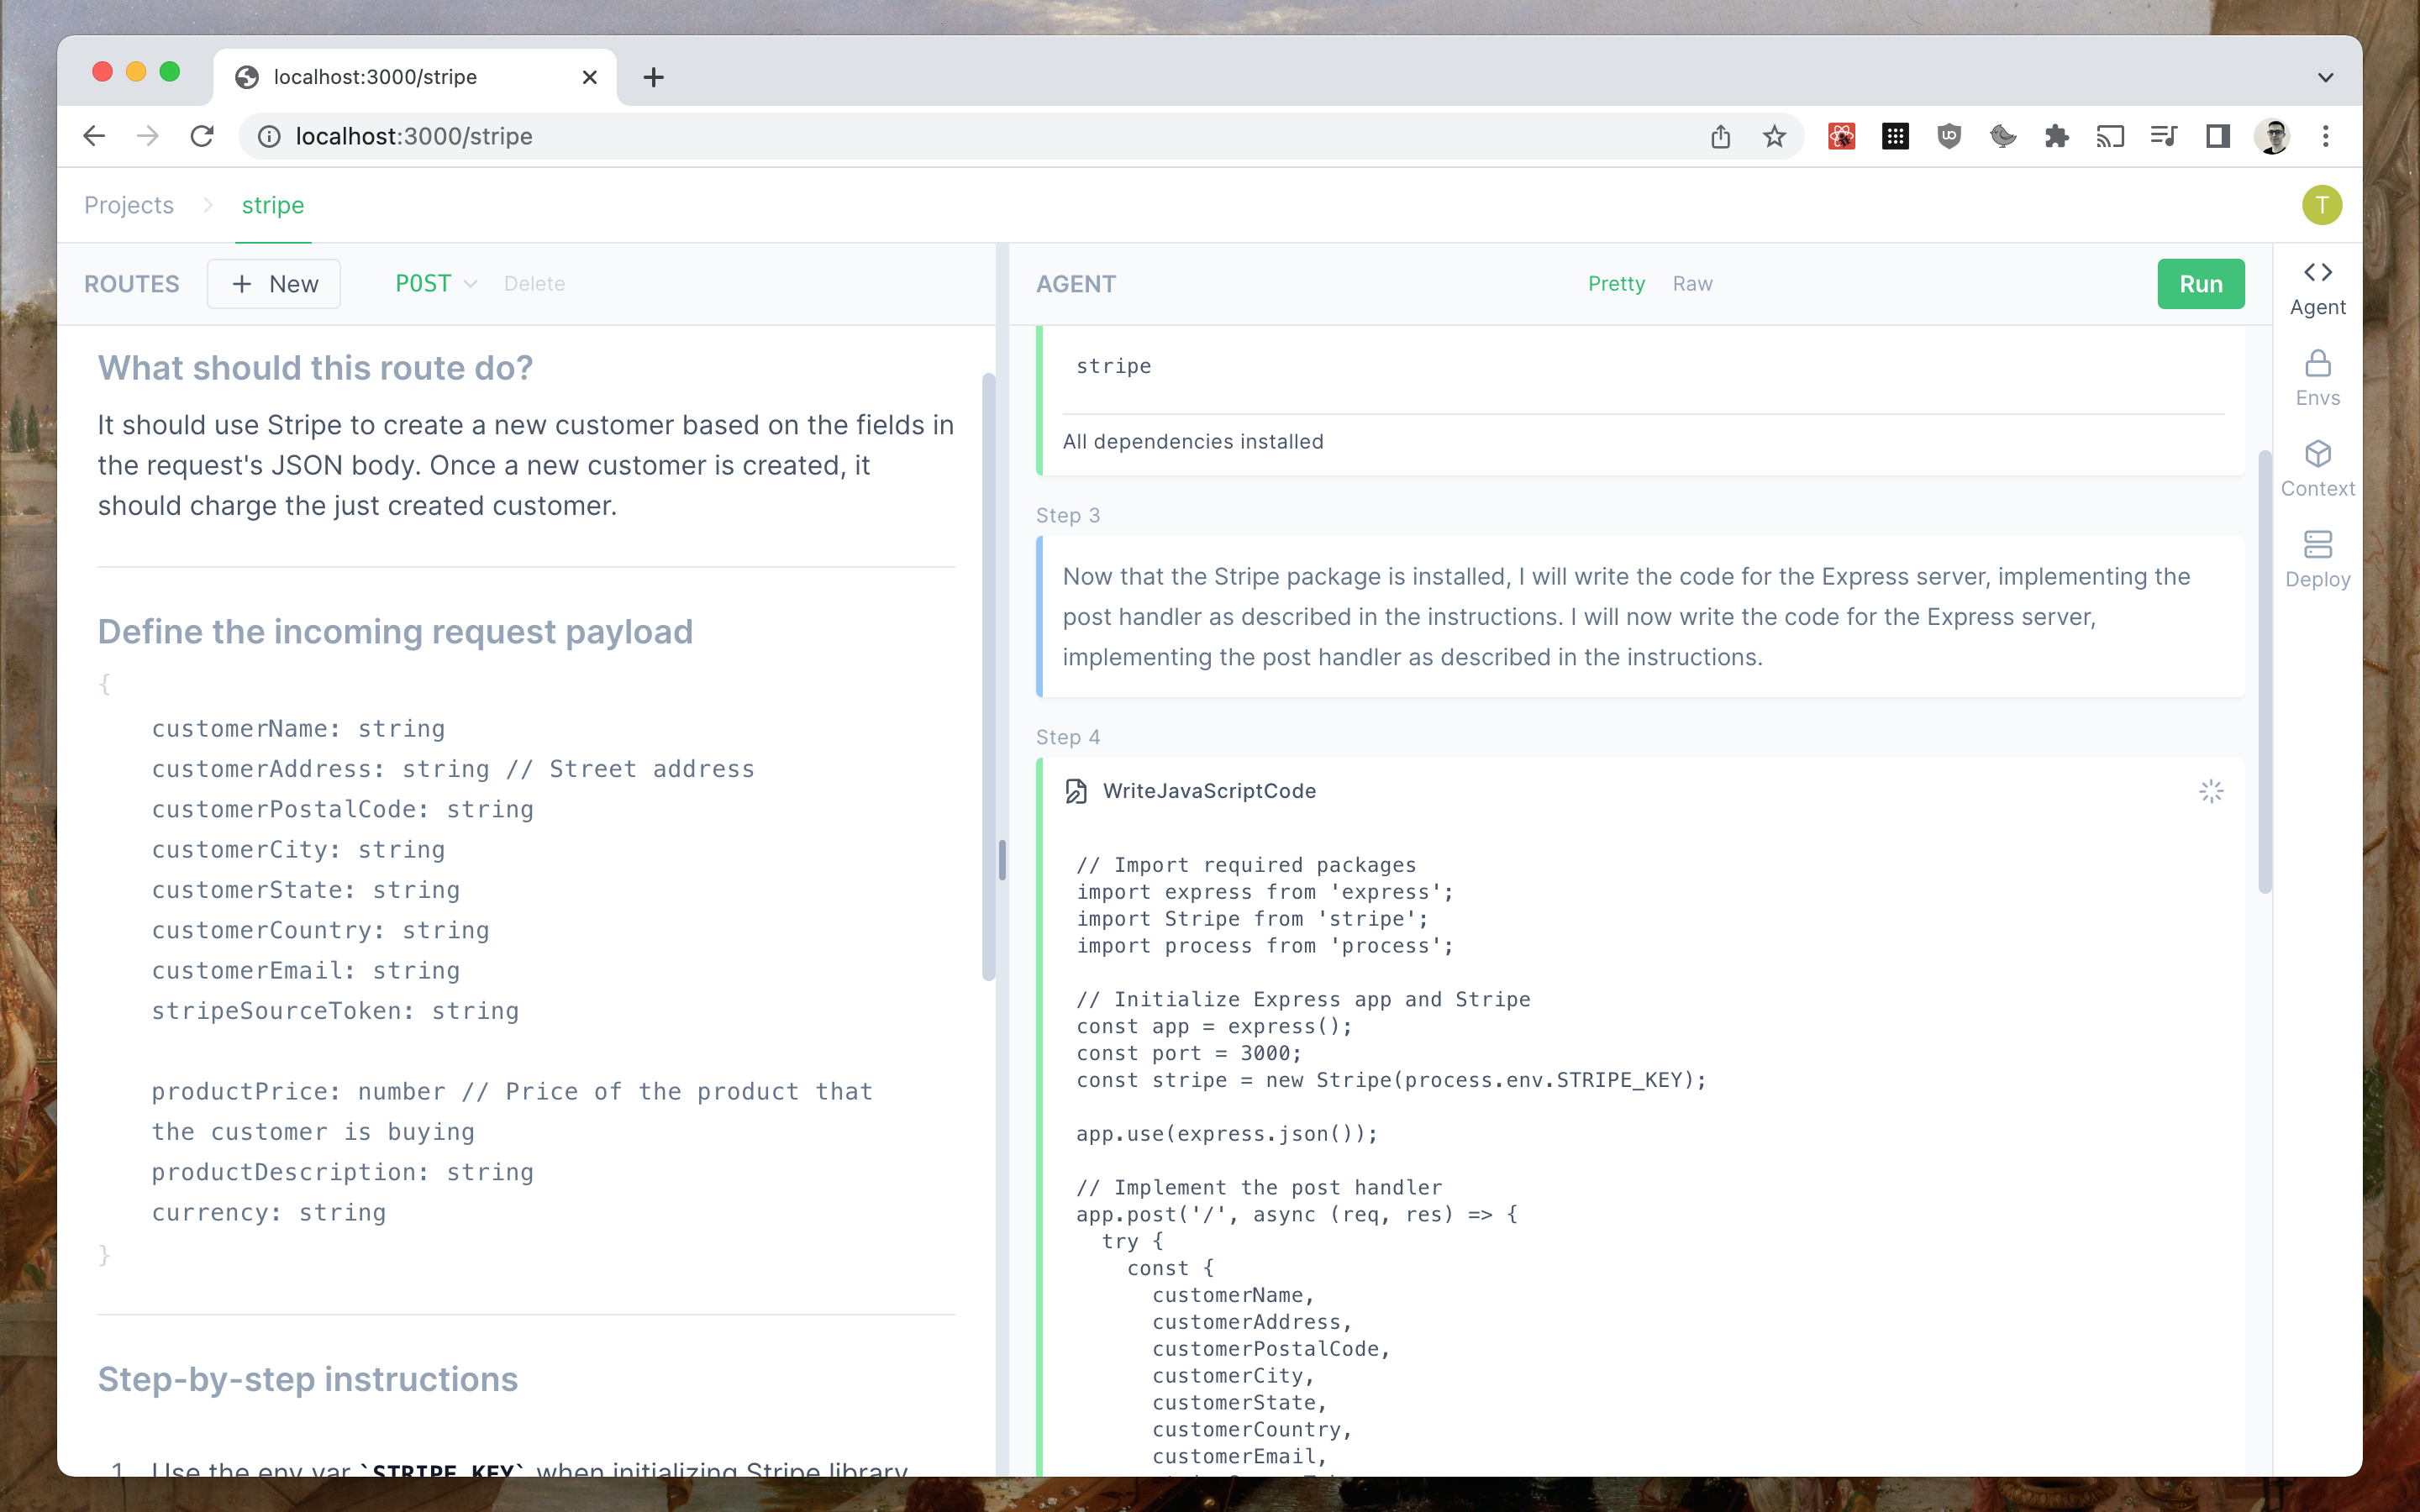 localhost:3000/stripe
localhost:3000/stripe
Projects
stripe
T
ROUTES
New
POST
Delete
What should this route do?
It should use Stripe to create a new customer based on the fields in
the request's JSON body. Once a new customer is created, it
should charge the just created customer.
Define the incoming request payload
{
customerName: string
customerAddress: string // Street address
customerPostalCode: string
customerCity: string
customerState: string
customerCountry: string
customerEmail: string
stripeSourceToken: string
productPrice: number // Price of the product that
the customer is buying
productDescription: string
currency: string
}
Step-by-step instructions
1. Use the env var `STRIPE_KEY` when initializing Stripe library
AGENT
Pretty
Raw
Run
stripe
All dependencies installed
Step 3
Now that the Stripe package is installed, I will write the code for the Express server, implementing the
post handler as described in the instructions. I will now write the code for the Express server,
implementing the post handler as described in the instructions.
Step 4
WriteJavaScriptCode
// Import required packages
import express from 'express';
import Stripe from 'stripe';
import process from 'process';
// Initialize Express app and Stripe
const app = express();
const port = 3000;
const stripe = new Stripe(process.env.STRIPE_KEY);
app.use(express.json());
// Implement the post handler
app.post('/', async (req, res) => {
try {
const {
customerName,
customerAddress,
customerPostalCode,
customerCity,
customerState,
customerCountry,
customerEmail,
Agent
Envs
Context
Deploy